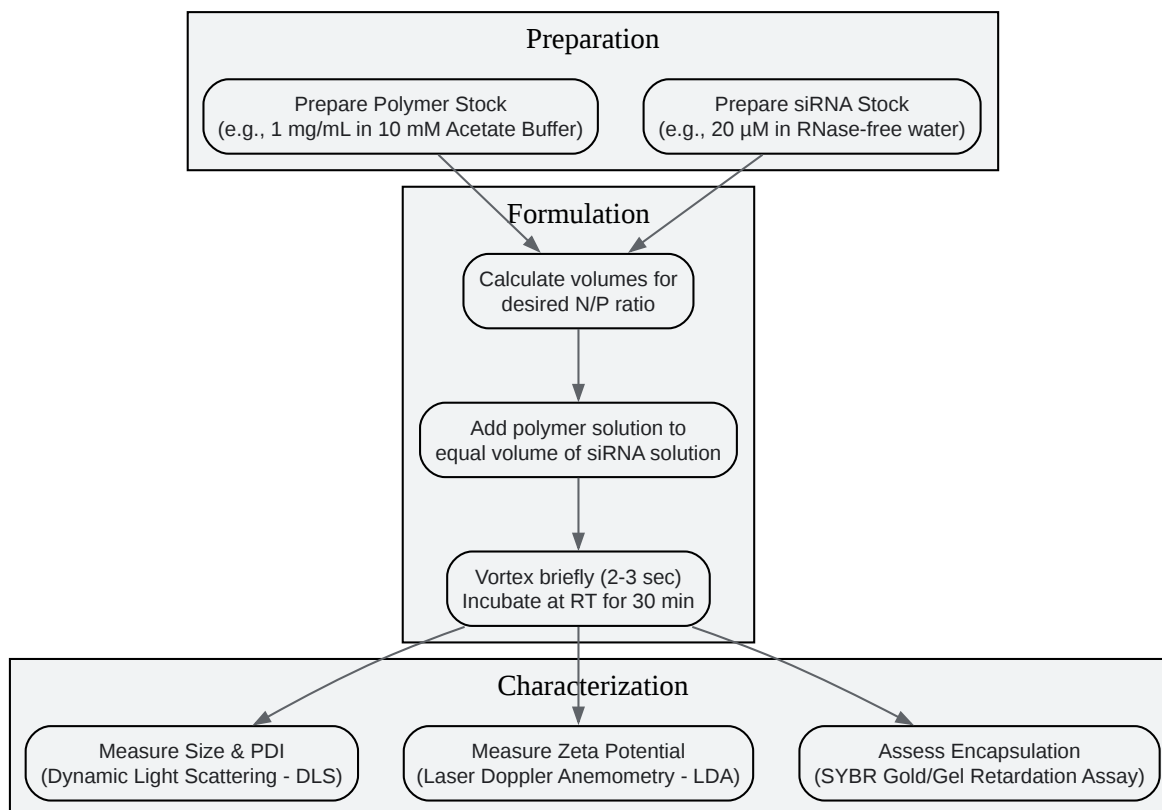 Preparation
Prepare Polymer Stock
(e.g., 1 mg/mL in 10 mM Acetate Buffer)
Prepare siRNA Stock
(e.g., 20 µM in RNase-free water)
Formulation
Calculate volumes for
desired N/P ratio
Add polymer solution to
equal volume of siRNA solution
Vortex briefly (2-3 sec)
Incubate at RT for 30 min
Characterization
Measure Size & PDI
(Dynamic Light Scattering - DLS)
Measure Zeta Potential
(Laser Doppler Anemometry - LDA)
Assess Encapsulation
(SYBR Gold/Gel Retardation Assay)